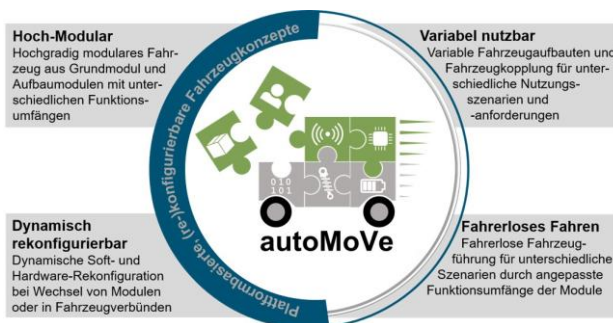 Hoch-Modular
Hochgradig modulares Fahr-
zeug aus Grundmodul und
Aufbaumodulen mit unter-
schiedlichen Funktions-
umfängen
Variabel nutzbar
Variable Fahrzeugaufbauten und
Fahrzeugkopplung für unter-
schiedliche Nutzungs-
szenarien und
-anforderungen
Plattformbasierte, (re-)konfigurierbare Fahrzeugkonzepte
010
101
autoMoVe
Dynamisch
rekonfigurierbar
Dynamische Soft- und
Hardware-Rekonfiguration
bei Wechsel von Modulen
oder in Fahrzeugverbünden
Fahrerloses Fahren
Fahrerlose Fahrzeug-
führung für unterschiedliche
Szenarien durch angepasste
Funktionsumfänge der Module